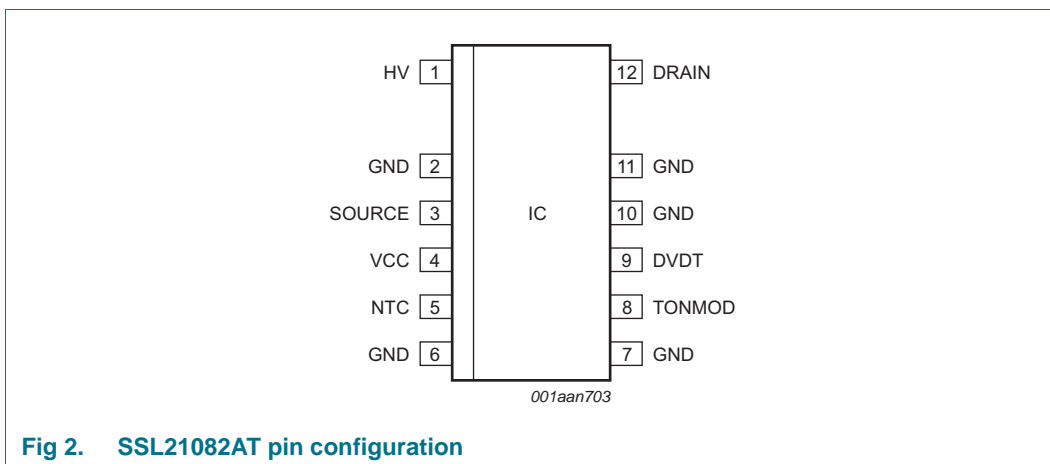 HV 1 12 DRAIN
GND 2 11 GND
SOURCE 3 IC 10 GND
VCC 4 9 DVDT
NTC 5 8 TONMOD
GND 6 7 GND
001aan703
Fig 2. SSL21082AT pin configuration